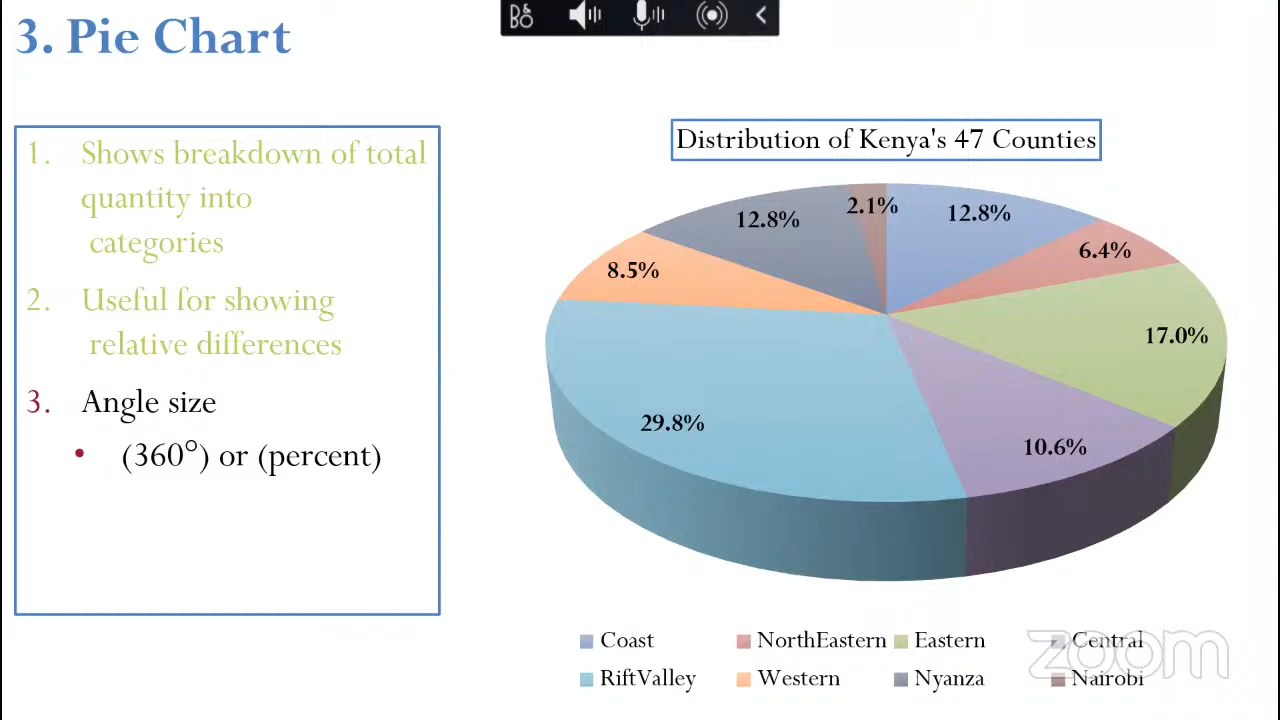 3. Pie Chart
1. Shows breakdown of total
quantity into
categories
2. Useful for showing
relative differences
3. Angle size
• (360°) or (percent)
Distribution of Kenya's 47 Counties
12.8%
2.1%
12.8%
6.4%
8.5%
17.0%
29.8%
10.6%
Coast NorthEastern Eastern Central
RiftValley Western Nyanza Nairobi
zoom